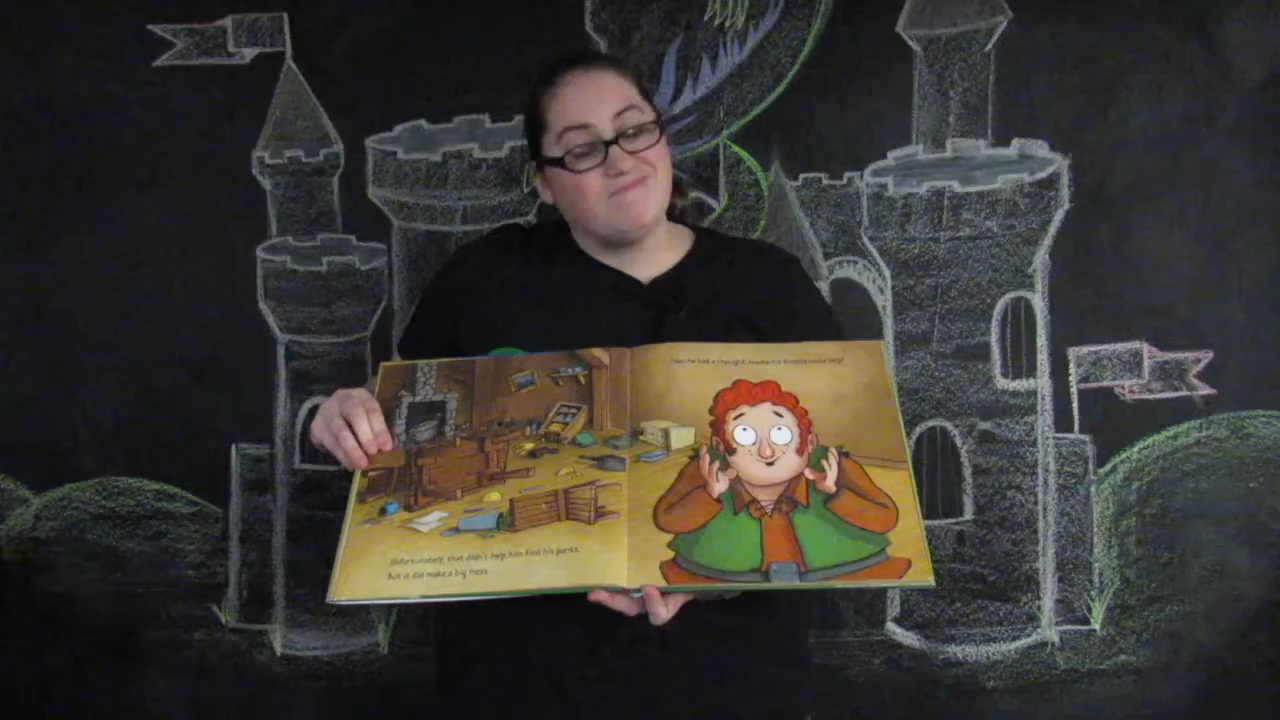 Unfortunately, that didn't help him find his pants.
But it did make a big mess.
Then he had a thought: maybe the friends could help!